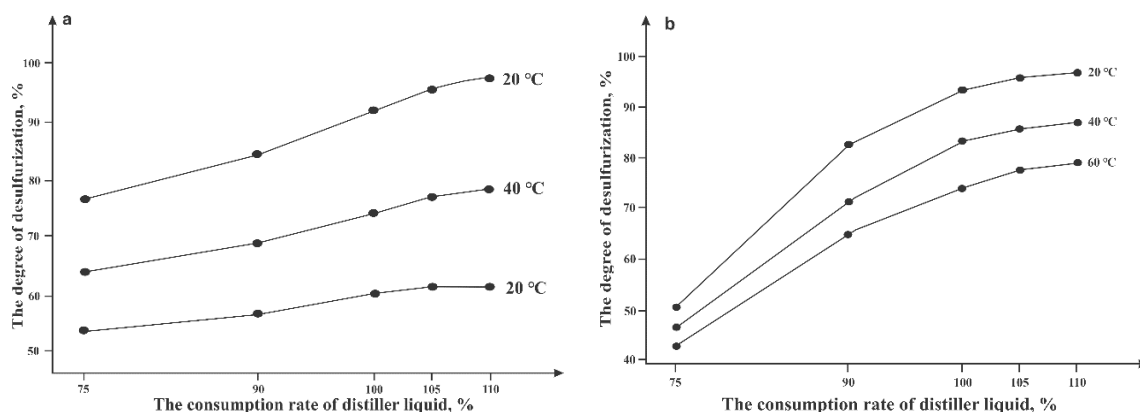 a
The degree of desulfurization, %
100
90
80
70
60
50
20 °C
40 °C
20 °C
75
90
100
105
110
The consumption rate of distiller liquid, %
b
The degree of desulfurization, %
100
90
80
70
60
50
40
20 °C
40 °C
60 °C
75
90
100
105
110
The consumption rate of distiller liquid, %